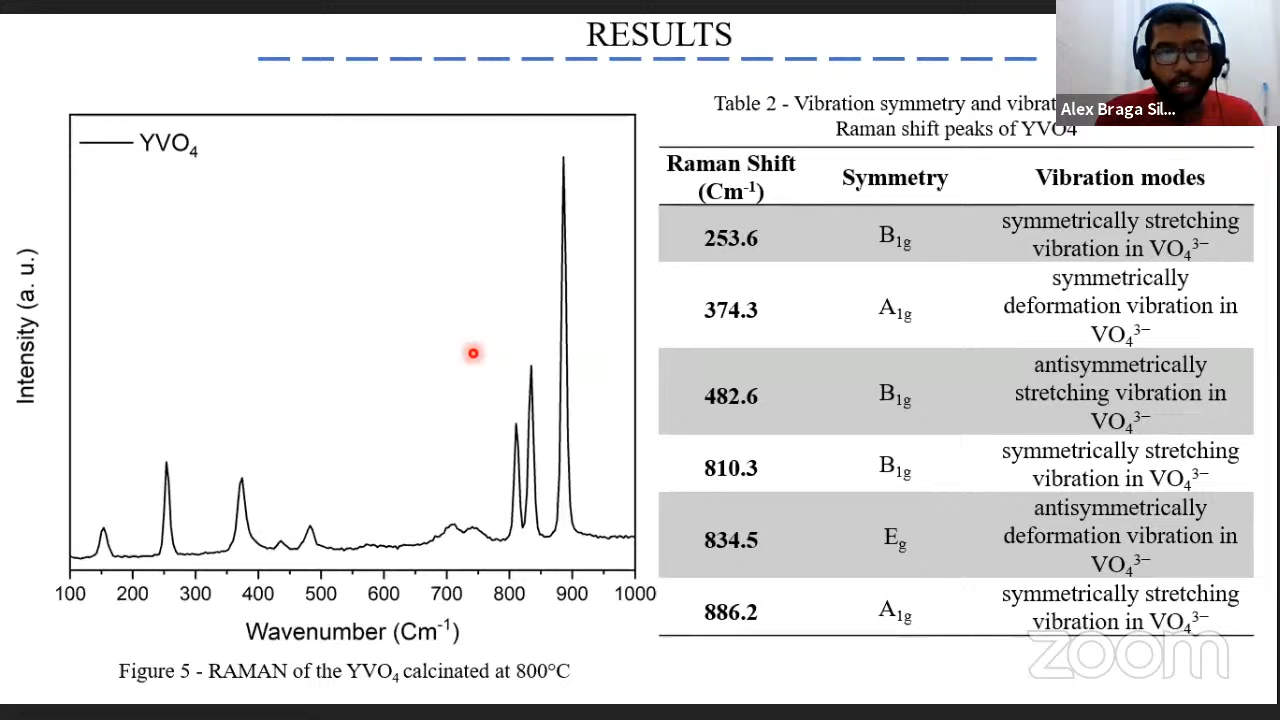 RESULTS
Alex Braga Sil...
Table 2 - Vibration symmetry and vibrat
Raman shift peaks of YVO4
YVO₄
Intensity (a. u.)
100 200 300 400 500 600 700 800 900 1000
Wavenumber (Cm⁻¹)
Figure 5 - RAMAN of the YVO₄ calcinated at 800°C
Raman Shift
(Cm⁻¹)
Symmetry
Vibration modes
253.6
B₁g
symmetrically stretching
vibration in VO₄³⁻
374.3
A₁g
symmetrically
deformation vibration in
VO₄³⁻
482.6
B₁g
antisymmetrically
stretching vibration in
VO₄³⁻
810.3
B₁g
symmetrically stretching
vibration in VO₄³⁻
834.5
Eg
antisymmetrically
deformation vibration in
VO₄³⁻
886.2
A₁g
symmetrically stretching
vibration in VO₄³⁻
zoom